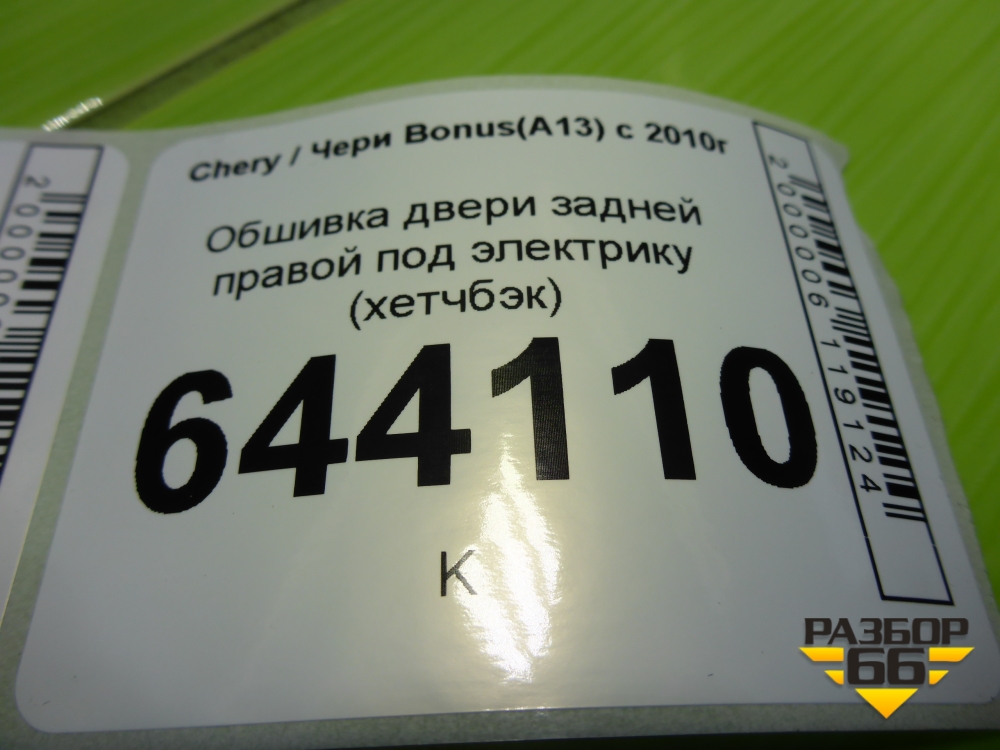 Chery / Чери Bonus(A13) с 2010г
Обшивка двери задней
правой под электрику
(хетчбэк)
644110
К
2000006119124
РАЗБОР
66